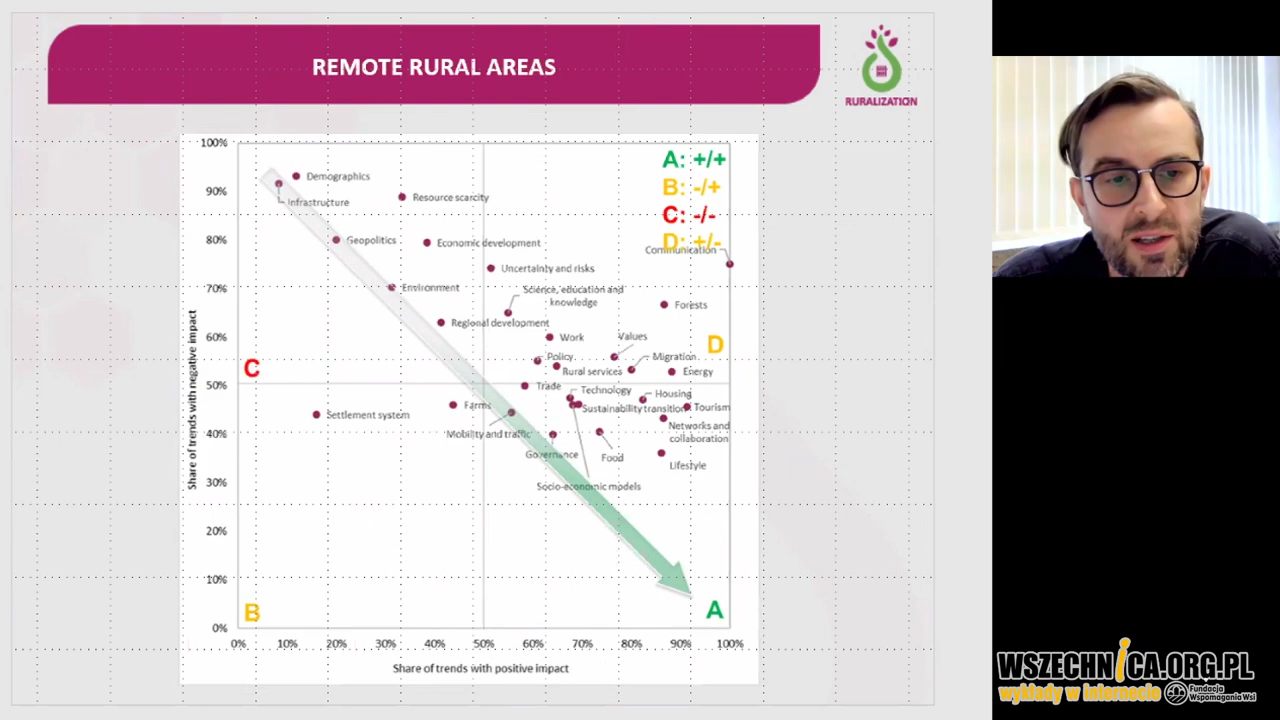 REMOTE RURAL AREAS
RURALIZATION
100%
90%
80%
70%
60%
50%
40%
30%
20%
10%
0%
Share of trends with negative impact
A: +/+
B: -/+
C: -/-
D: +/-
Demographics
Infrastructure
Resource scarcity
Geopolitics
Economic development
Communication
Uncertainty and risks
Environment
Science, education and
knowledge
Forests
Regional development
Work
Values
D
Policy
Migration
C
Rural services
Energy
Trade
Technology
Housing
Farms
Sustainability transition
Tourism
Settlement system
Mobility and traffic
Networks and
collaboration
Governance
Food
Lifestyle
Socio-economic models
B
A
0%
10%
20%
30%
40%
50%
60%
70%
80%
90%
100%
Share of trends with positive impact
WSZECHNICA.ORG.PL
wykłady w internecie
Fundacja
Wspomagania Wsi